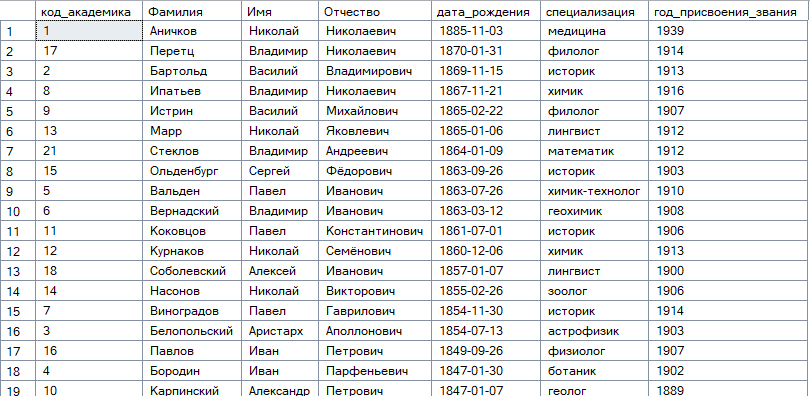 код_академика Фамилия Имя Отчество дата_рождения специализация год_присвоения_звания
1 1 Аничков Николай Николаевич 1885-11-03 медицина 1939
2 17 Перетц Владимир Николаевич 1870-01-31 филолог 1914
3 2 Бартольд Василий Владимирович 1869-11-15 историк 1913
4 8 Ипатьев Владимир Николаевич 1867-11-21 химик 1916
5 9 Истрин Василий Михайлович 1865-02-22 филолог 1907
6 13 Марр Николай Яковлевич 1865-01-06 лингвист 1912
7 21 Стеклов Владимир Андреевич 1864-01-09 математик 1912
8 15 Ольденбург Сергей Фёдорович 1863-09-26 историк 1903
9 5 Вальден Павел Иванович 1863-07-26 химик-технолог 1910
10 6 Вернадский Владимир Иванович 1863-03-12 геохимик 1908
11 11 Коковцов Павел Константинович 1861-07-01 историк 1906
12 12 Курнаков Николай Семёнович 1860-12-06 химик 1913
13 18 Соболевский Алексей Иванович 1857-01-07 лингвист 1900
14 14 Насонов Николай Викторович 1855-02-26 зоолог 1906
15 7 Виноградов Павел Гаврилович 1854-11-30 историк 1914
16 3 Белопольский Аристарх Аполлонович 1854-07-13 астрофизик 1903
17 16 Павлов Иван Петрович 1849-09-26 физиолог 1907
18 4 Бородин Иван Парфеньевич 1847-01-30 ботаник 1902
19 10 Карпинский Александр Петрович 1847-01-07 геолог 1889